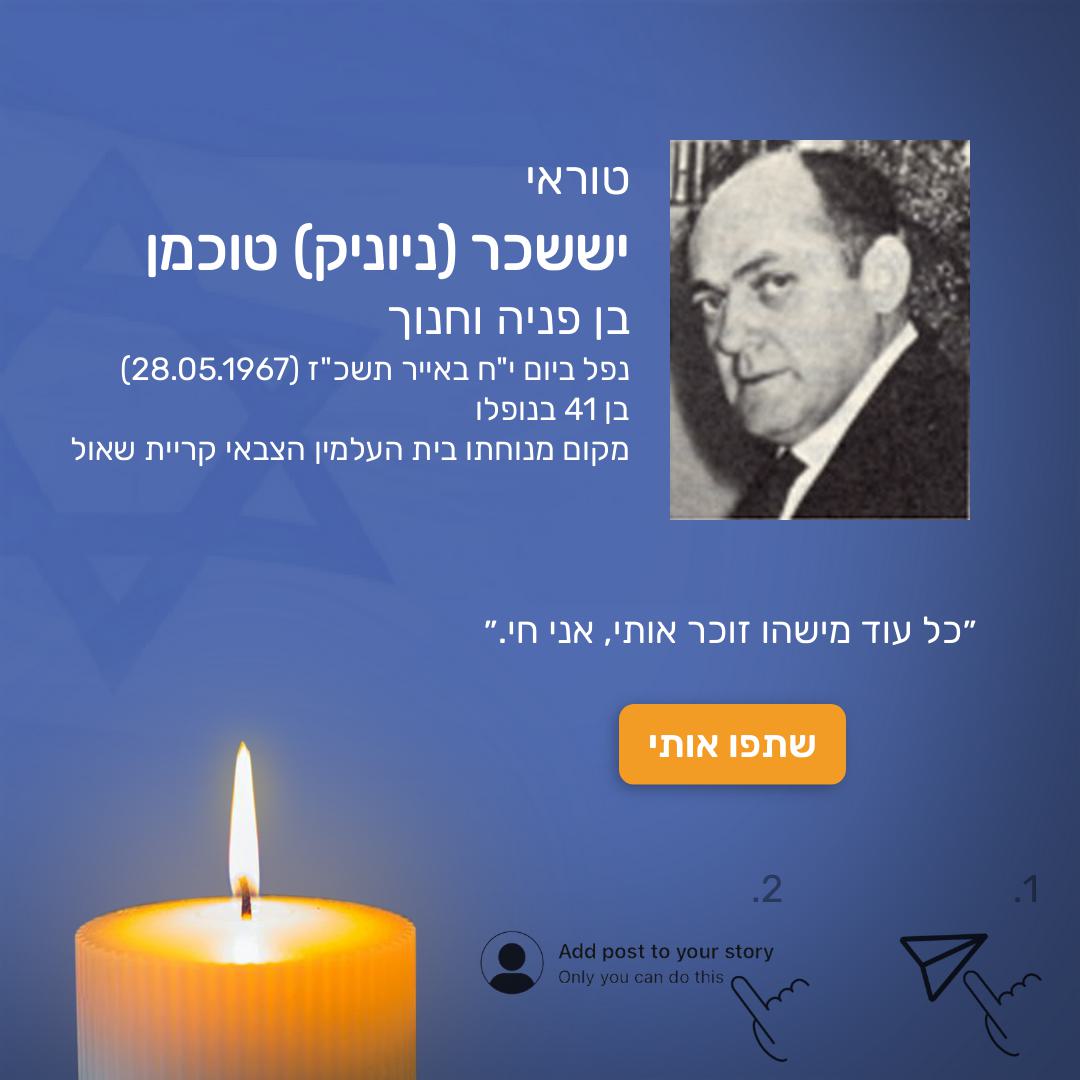 טוראי
יששכר (ניוניק) טוכמן
בן פניה וחנוך
נפל ביום י"ח באייר תשכ"ז (28.05.1967)
בן 41 בנופלו
מקום מנוחתו בית העלמין הצבאי קריית שאול
״כל עוד מישהו זוכר אותי, אני חי.״
שתפו אותי
.1
.2
Add post to your story
Only you can do this